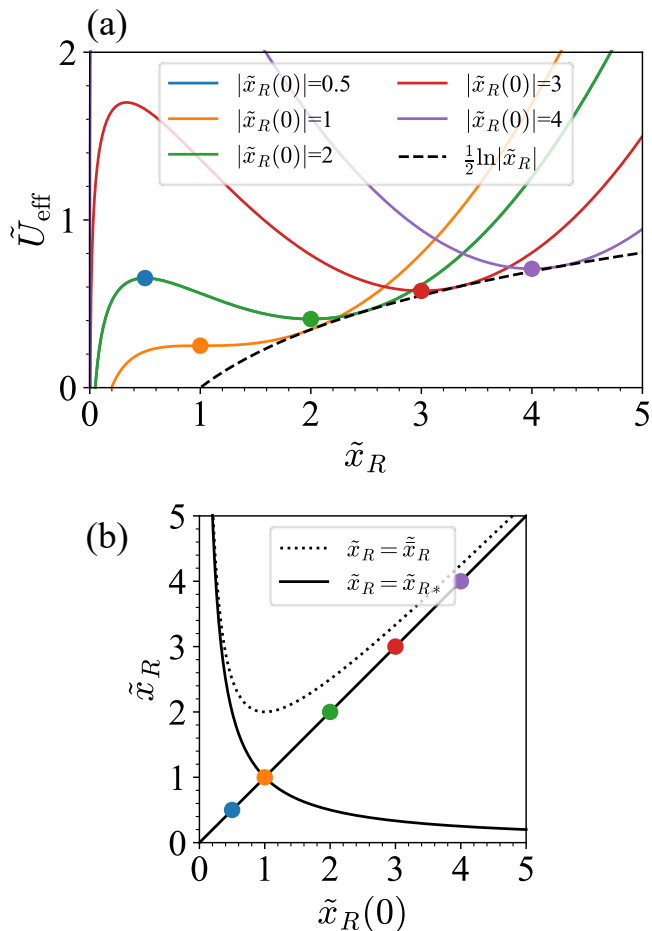 (a)
2
1
0
Ũ_eff
|x̃_R(0)|=0.5
|x̃_R(0)|=1
|x̃_R(0)|=2
|x̃_R(0)|=3
|x̃_R(0)|=4
½ln|x̃_R|
0 1 2 3 4 5
x̃_R
(b)
5
4
3
2
1
0
x̃_R
x̃_R = x̃̄_R
x̃_R = x̃_R*
0 1 2 3 4 5
x̃_R(0)